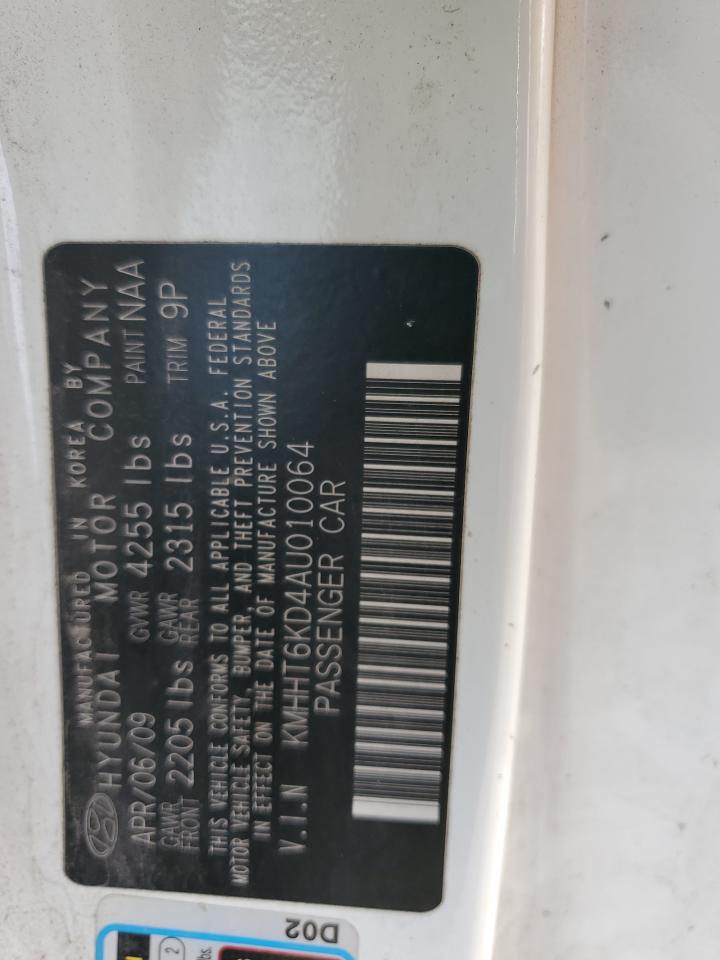 MANUFACTURED IN KOREA BY
HYUNDAI MOTOR COMPANY
APR/06/09 GVWR 4255 lbs PAINT NAA
GAWR FRONT 2205 lbs GAWR REAR 2315 lbs TRIM 9P
THIS VEHICLE CONFORMS TO ALL APPLICABLE U.S.A. FEDERAL
MOTOR VEHICLE SAFETY, BUMPER, AND THEFT PREVENTION STANDARDS
IN EFFECT ON THE DATE OF MANUFACTURE SHOWN ABOVE
V.I.N KMHHT6KD4AU010064
PASSENGER CAR
D02
2
lbs.